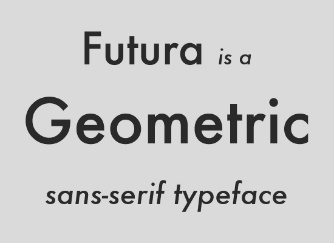 Futura is a
Geometric
sans-serif typeface